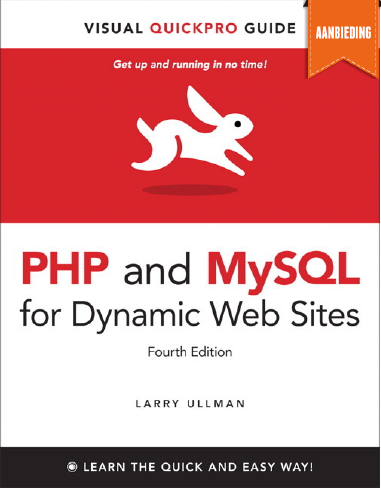 VISUAL QUICKPRO GUIDE
AANBIEDING
Get up and running in no time!
PHP and MySQL
for Dynamic Web Sites
Fourth Edition
LARRY ULLMAN
LEARN THE QUICK AND EASY WAY!